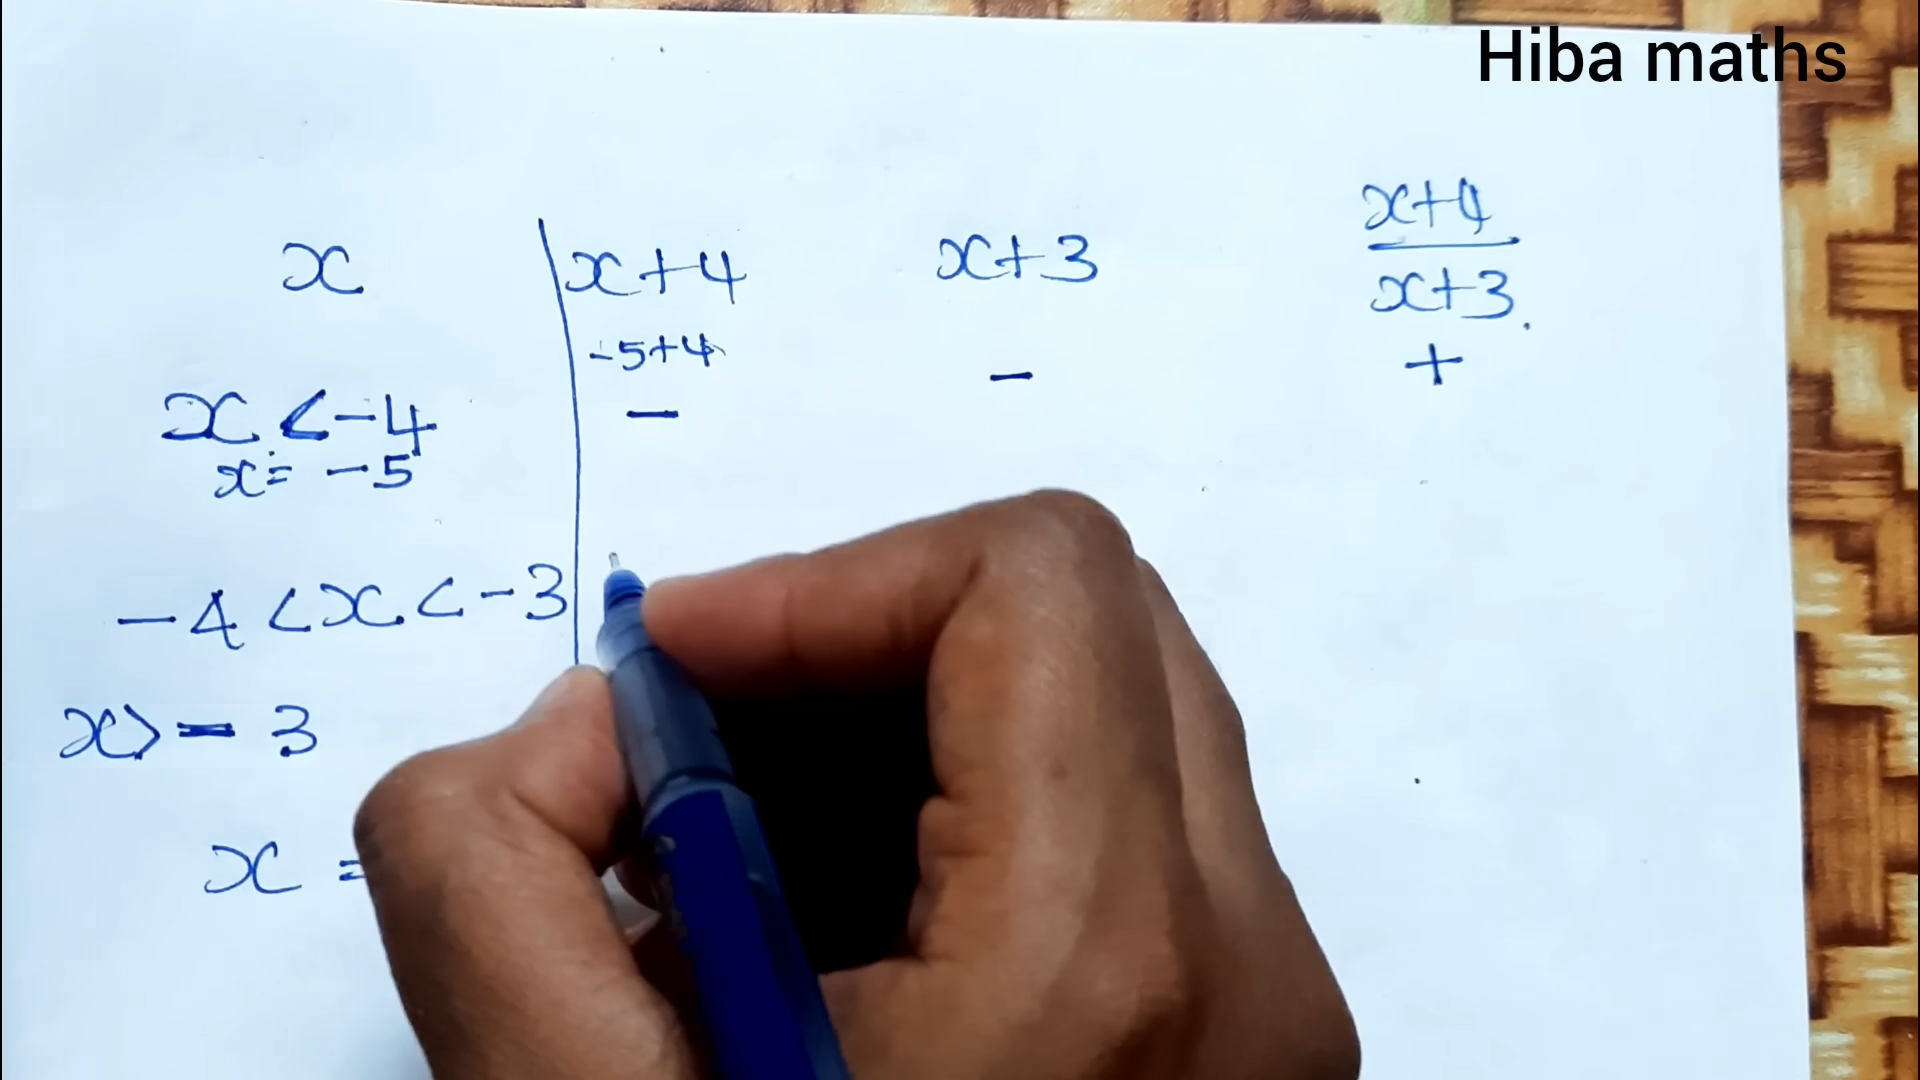 Hiba maths
x x+4 x+3 x+4/x+3
-5+4
x < -4 - - +
x = -5
-4 < x < -3
x > - 3
x =